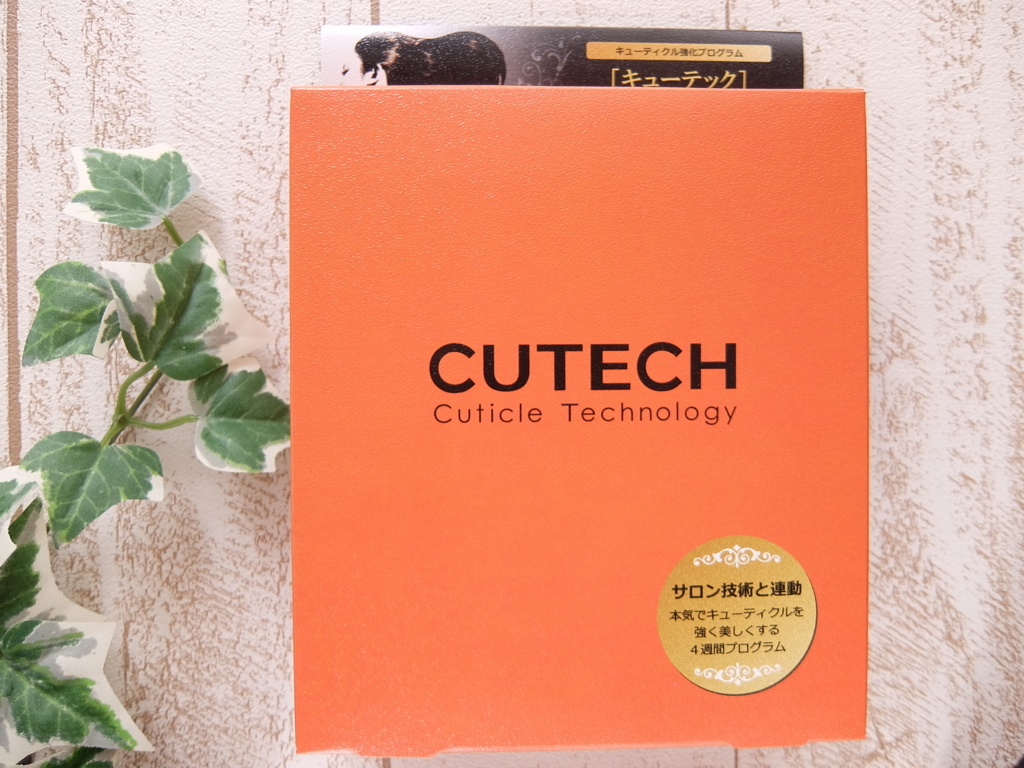 キューティクル強化プログラム
[キューテック]
CUTECH
Cuticle Technology
サロン技術と連動
本気でキューティクルを
強く美しくする
4週間プログラム